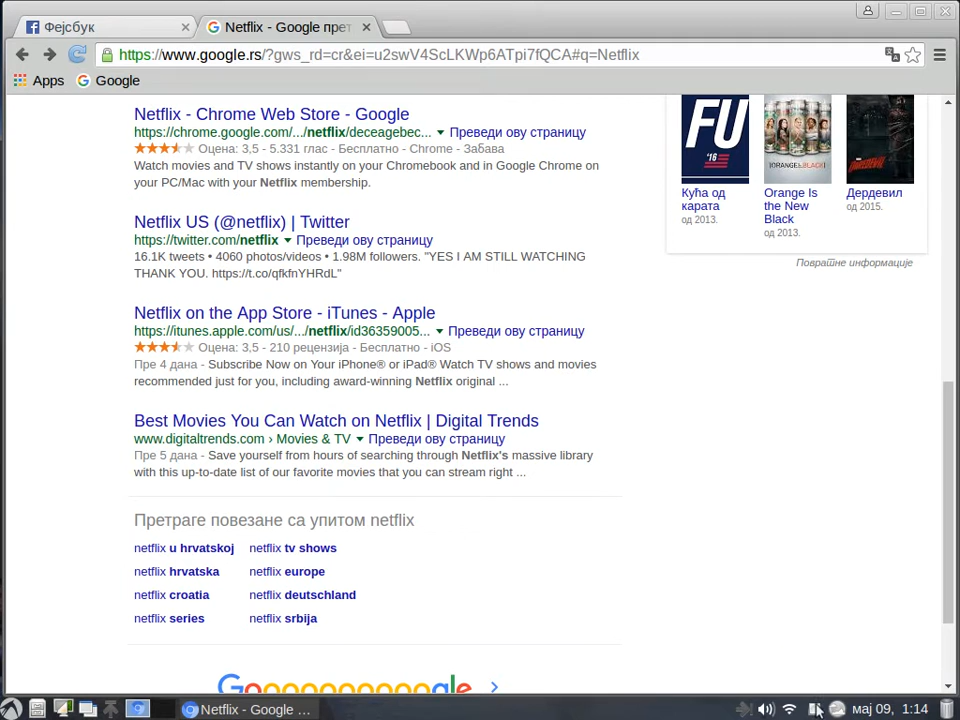 Фејсбук
Netflix - Google прет
https://www.google.rs/?gws_rd=cr&ei=u2swV4ScLKWp6ATpi7fQCA#q=Netflix
Apps Google
Netflix - Chrome Web Store - Google
https://chrome.google.com/.../netflix/deceagebec... Преведи ову страницу
Оцена: 3,5 - 5.331 глас - Бесплатно - Chrome - Забава
Watch movies and TV shows instantly on your Chromebook and in Google Chrome on
your PC/Mac with your Netflix membership.
Netflix US (@netflix) | Twitter
https://twitter.com/netflix Преведи ову страницу
16.1K tweets • 4060 photos/videos • 1.98M followers. "YES I AM STILL WATCHING
THANK YOU. https://t.co/qfkfnYHRdL"
Netflix on the App Store - iTunes - Apple
https://itunes.apple.com/us/.../netflix/id36359005... Преведи ову страницу
Оцена: 3,5 - 210 рецензија - Бесплатно - iOS
Пре 4 дана - Subscribe Now on Your iPhone® or iPad® Watch TV shows and movies
recommended just for you, including award-winning Netflix original ...
Best Movies You Can Watch on Netflix | Digital Trends
www.digitaltrends.com › Movies & TV Преведи ову страницу
Пре 5 дана - Save yourself from hours of searching through Netflix's massive library
with this up-to-date list of our favorite movies that you can stream right ...
Претраге повезане са упитом netflix
netflix u hrvatskoj netflix tv shows
netflix hrvatska netflix europe
netflix croatia netflix deutschland
netflix series netflix srbija
Goooooooooogle
FU
'16
ORANGE BLACK
DAREDEVIL
Кућа од
карата
од 2013.
Orange Is
the New
Black
од 2013.
Дердевил
од 2015.
Повратне информације
Netflix - Google ...
мај 09, 1:14